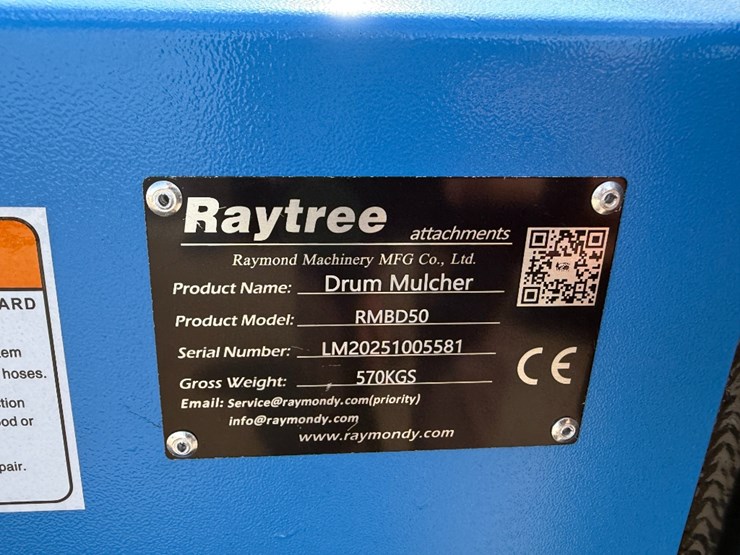 Raytree attachments
Raymond Machinery MFG Co., Ltd.
Product Name: Drum Mulcher
Product Model: RMBD50
Serial Number: LM20251005581
Gross Weight: 570KGS
CE
Email: Service@raymondy.com(priority)
info@raymondy.com
www.raymondy.com
ARD
em
hoses.
tion
od or
pair.